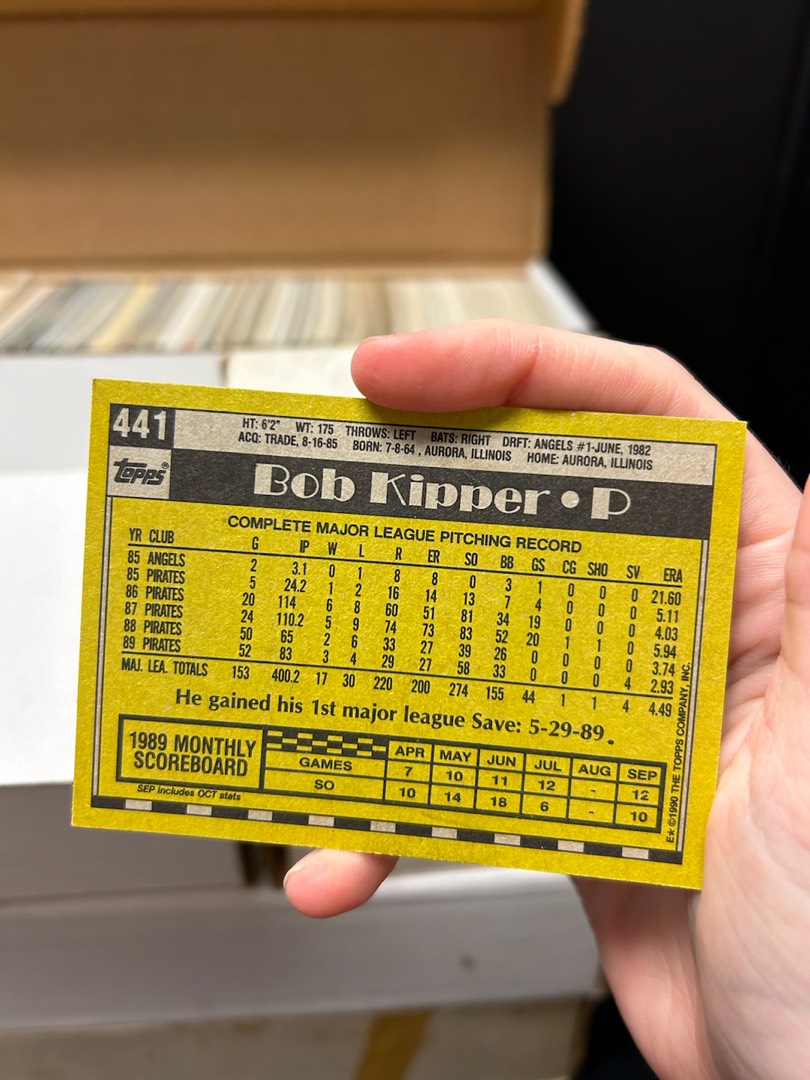 441
HT: 6'2" WT: 175 THROWS: LEFT BATS: RIGHT DRFT: ANGELS #1-JUNE, 1982
ACQ: TRADE, 8-16-85 BORN: 7-8-64 , AURORA, ILLINOIS HOME: AURORA, ILLINOIS
topps®
Bob Kipper • P
COMPLETE MAJOR LEAGUE PITCHING RECORD
YR CLUB G IP W L R ER SO BB GS CG SHO SV ERA
85 ANGELS 2 3.1 0 1 8 8 0 3 1 0 0 0 21.60
85 PIRATES 5 24.2 1 2 16 14 13 7 4 0 0 0 5.11
86 PIRATES 20 114 6 8 60 51 81 34 19 0 0 0 4.03
87 PIRATES 24 110.2 5 9 74 73 83 52 20 1 1 0 5.94
88 PIRATES 50 65 2 6 33 27 39 26 0 0 0 0 3.74
89 PIRATES 52 83 3 4 29 27 58 33 0 0 0 4 2.93
MAJ. LEA. TOTALS 153 400.2 17 30 220 200 274 155 44 1 1 4 4.49
He gained his 1st major league Save: 5-29-89.
1989 MONTHLY
SCOREBOARD
APR MAY JUN JUL AUG SEP
GAMES 7 10 11 12 - 12
SO 10 14 18 6 - 10
SEP includes OCT stats
E* ©1990 THE TOPPS COMPANY, INC.